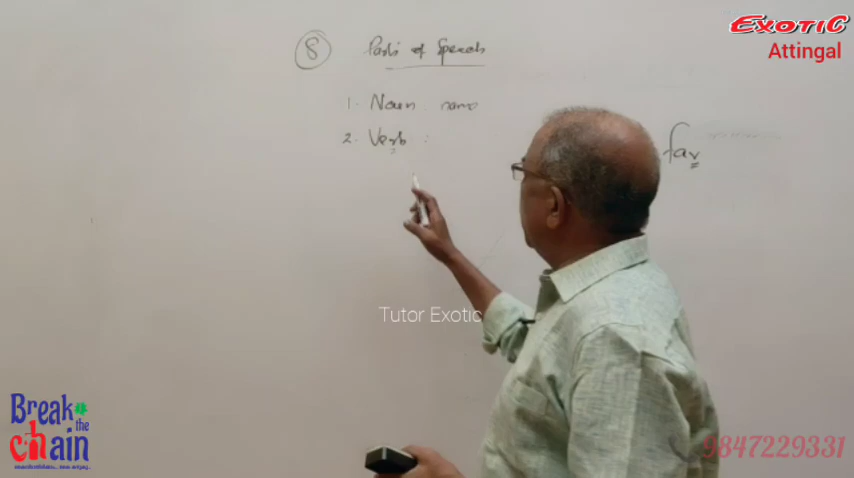 EXOTIC
Attingal
8 Parts of Speech
1. Noun : name
2. Verb :
far
Tutor Exotic
Break the chain
9847229331